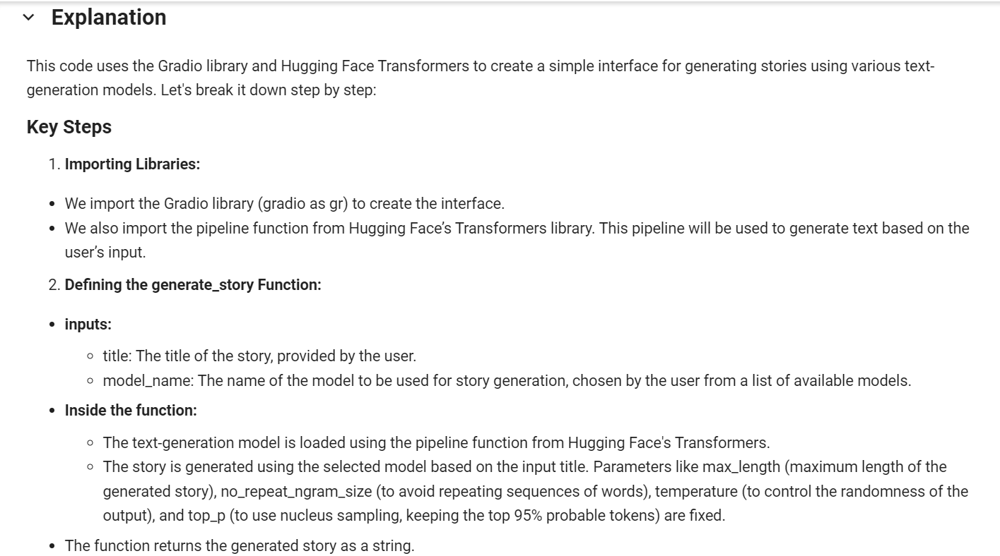 Explanation
This code uses the Gradio library and Hugging Face Transformers to create a simple interface for generating stories using various text-
generation models. Let's break it down step by step:
Key Steps
1. Importing Libraries:
• We import the Gradio library (gradio as gr) to create the interface.
• We also import the pipeline function from Hugging Face’s Transformers library. This pipeline will be used to generate text based on the
user’s input.
2. Defining the generate_story Function:
• inputs:
◦ title: The title of the story, provided by the user.
◦ model_name: The name of the model to be used for story generation, chosen by the user from a list of available models.
• Inside the function:
◦ The text-generation model is loaded using the pipeline function from Hugging Face's Transformers.
◦ The story is generated using the selected model based on the input title. Parameters like max_length (maximum length of the
generated story), no_repeat_ngram_size (to avoid repeating sequences of words), temperature (to control the randomness of the
output), and top_p (to use nucleus sampling, keeping the top 95% probable tokens) are fixed.
• The function returns the generated story as a string.